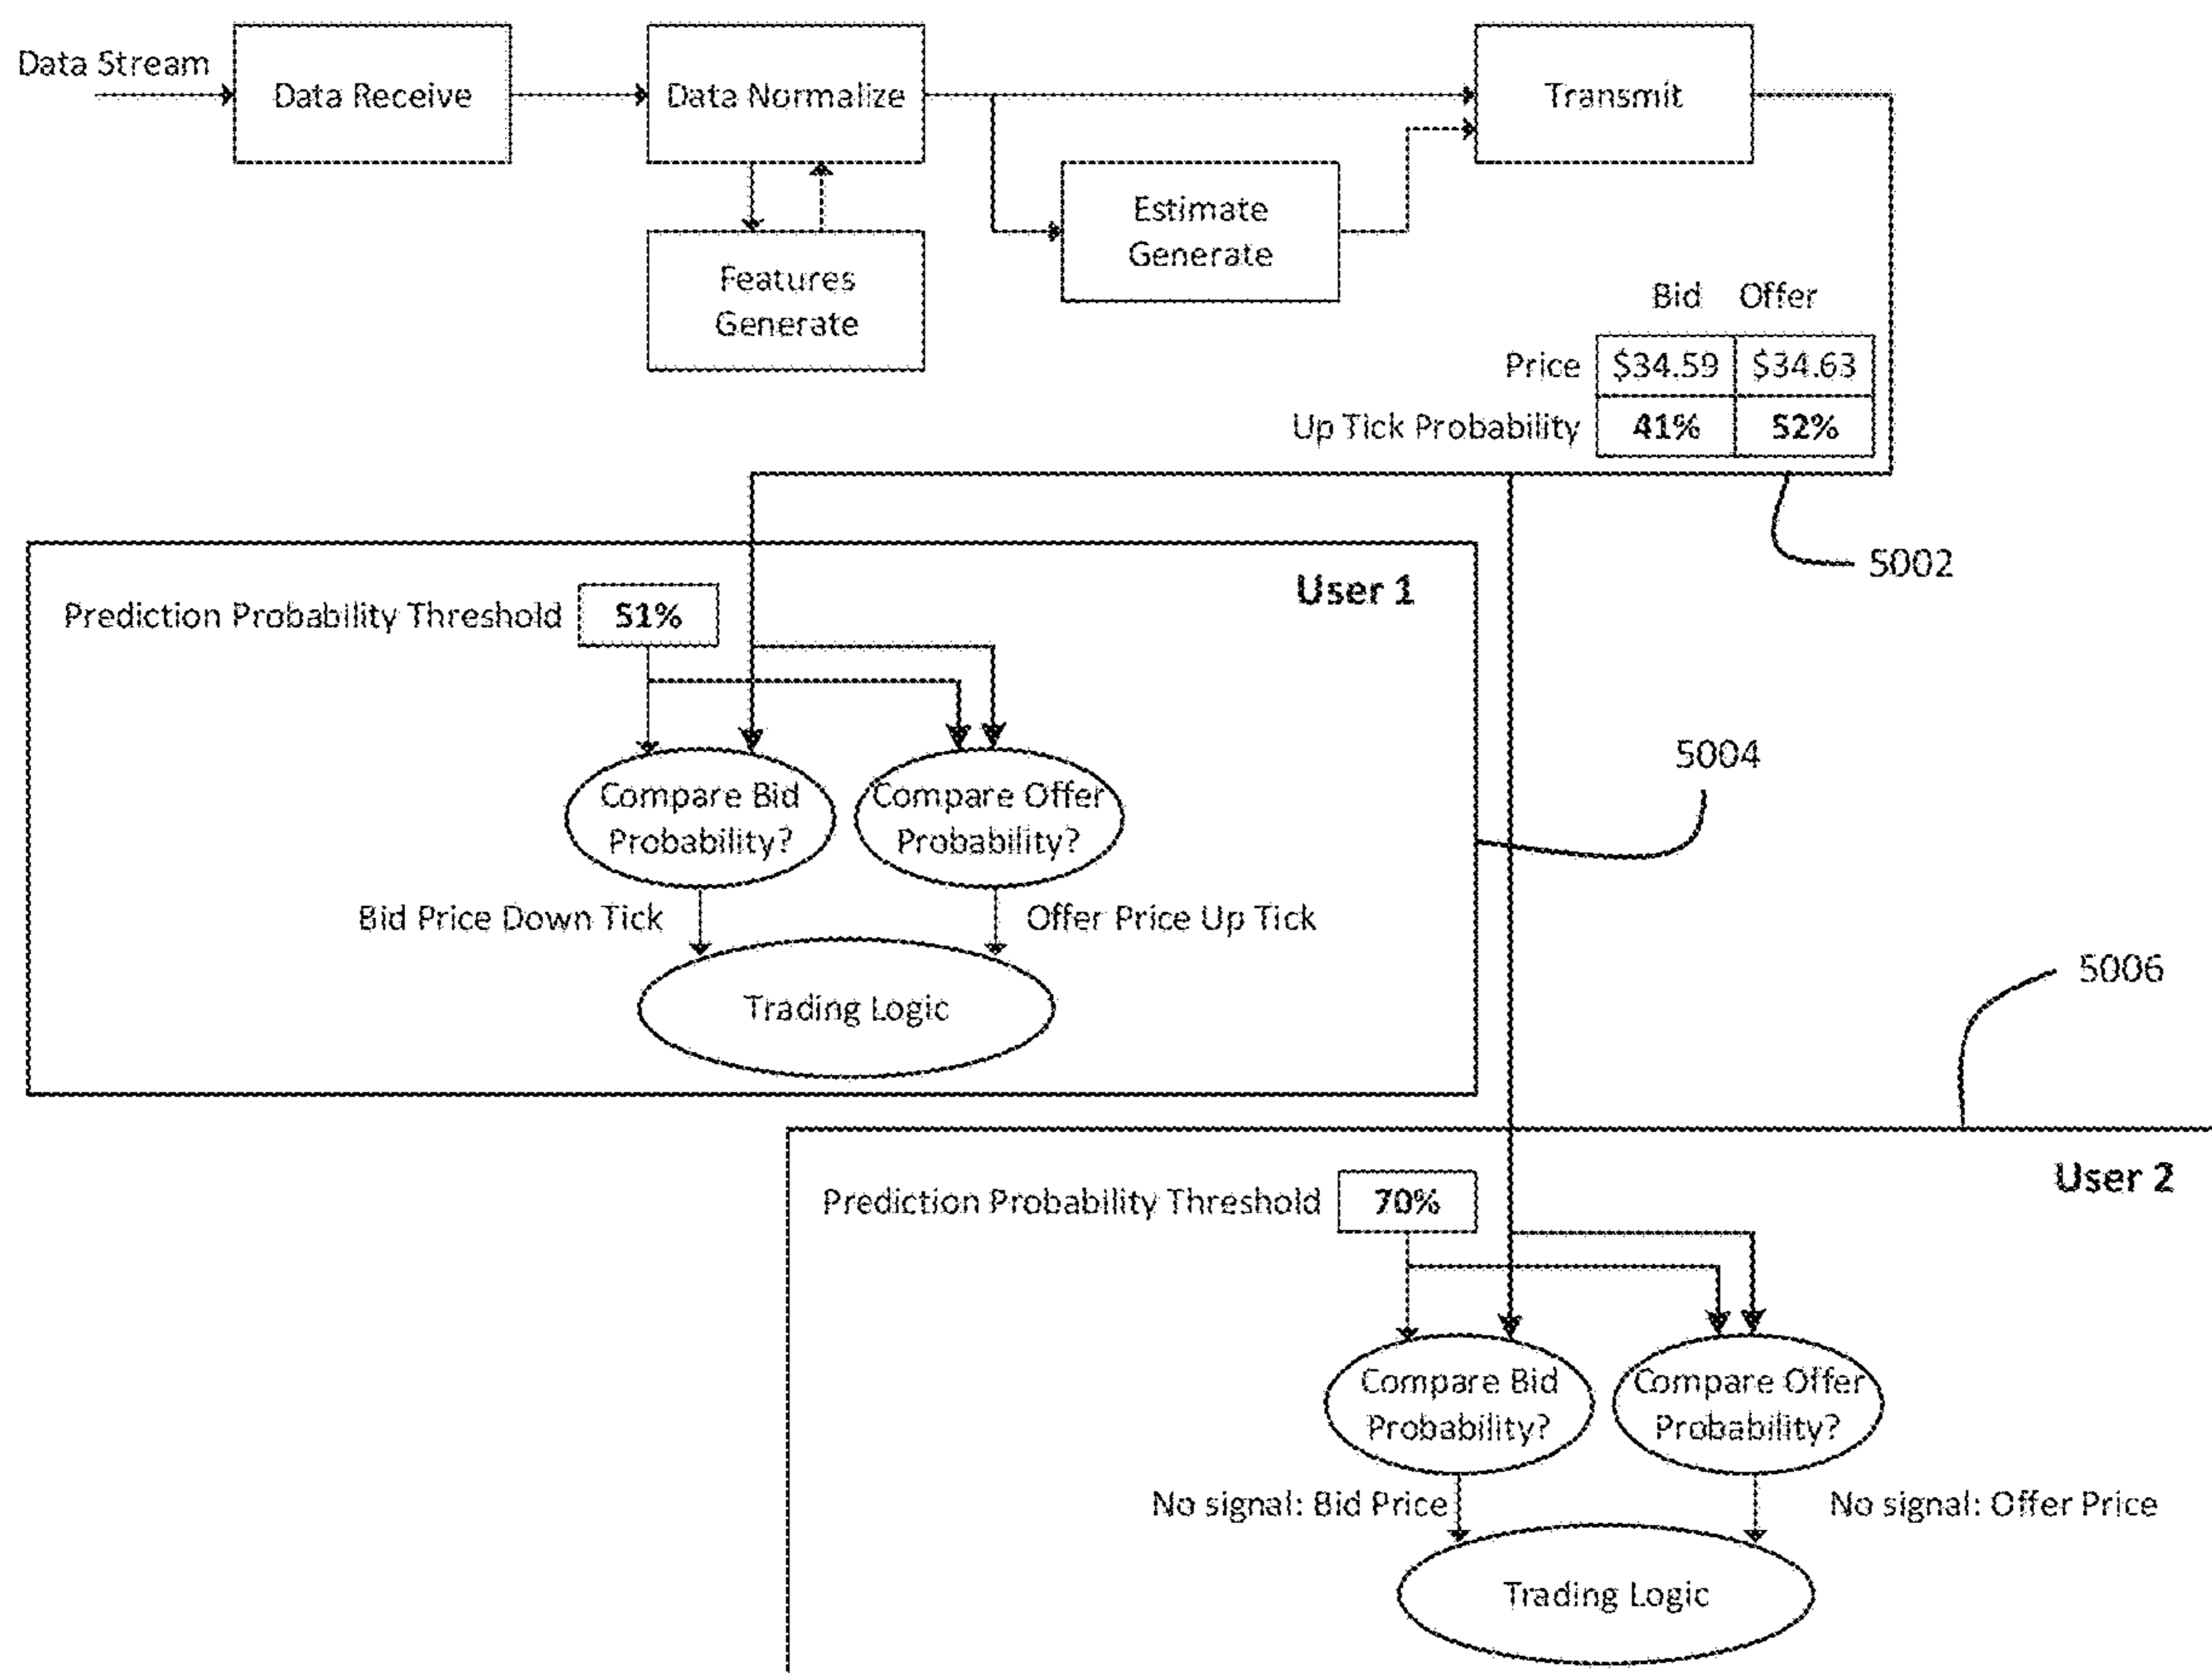 Data Stream
Data Receive
Data Normalize
Transmit
Estimate
Generate
Features
Generate
Bid Offer
Price $34.59 $34.63
Up Tick Probability 41% 52%
5002
User 1
Prediction Probability Threshold 51%
5004
Compare Bid
Probability?
Compare Offer
Probability?
Bid Price Down Tick
Offer Price Up Tick
Trading Logic
5006
User 2
Prediction Probability Threshold 70%
Compare Bid
Probability?
Compare Offer
Probability?
No signal: Bid Price
No signal: Offer Price
Trading Logic